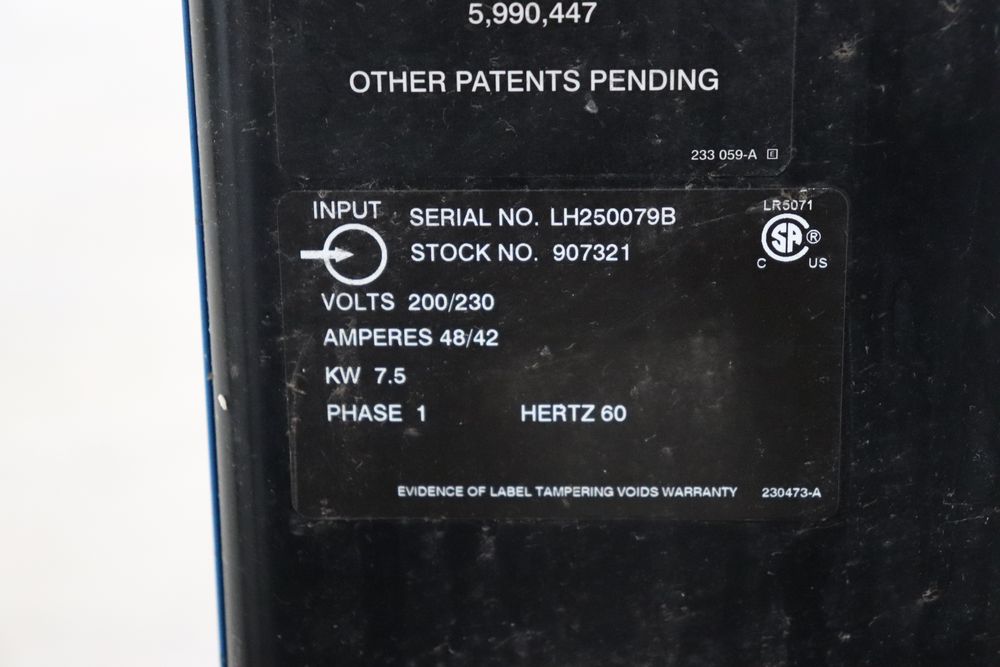 5,990,447
OTHER PATENTS PENDING
233 059-A E
INPUT
SERIAL NO. LH250079B
STOCK NO. 907321
LR5071
SA ®
C US
VOLTS 200/230
AMPERES 48/42
KW 7.5
PHASE 1 HERTZ 60
EVIDENCE OF LABEL TAMPERING VOIDS WARRANTY 230473-A